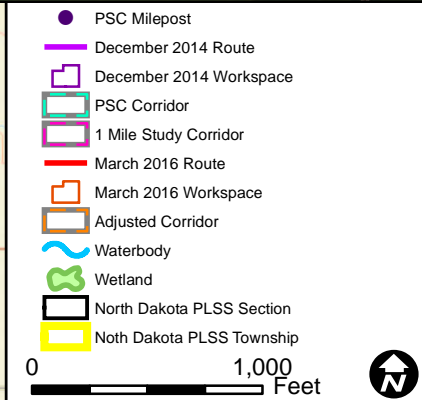 PSC Milepost
December 2014 Route
December 2014 Workspace
PSC Corridor
1 Mile Study Corridor
March 2016 Route
March 2016 Workspace
Adjusted Corridor
Waterbody
Wetland
North Dakota PLSS Section
Noth Dakota PLSS Township
0 1,000
Feet
N